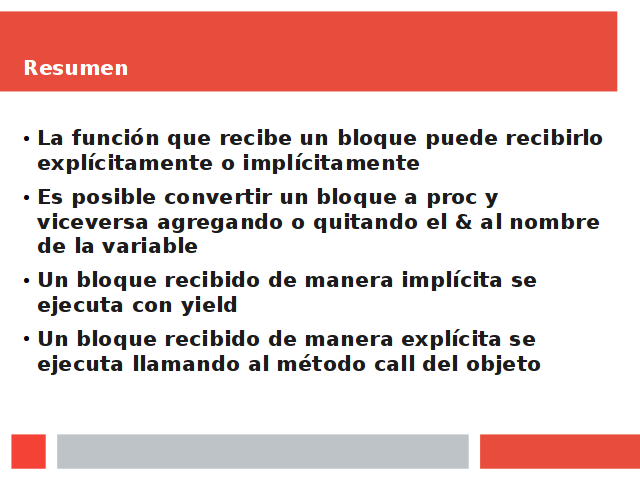 Resumen
• La función que recibe un bloque puede recibirlo
explícitamente o implícitamente
• Es posible convertir un bloque a proc y
viceversa agregando o quitando el & al nombre
de la variable
• Un bloque recibido de manera implícita se
ejecuta con yield
• Un bloque recibido de manera explícita se
ejecuta llamando al método call del objeto